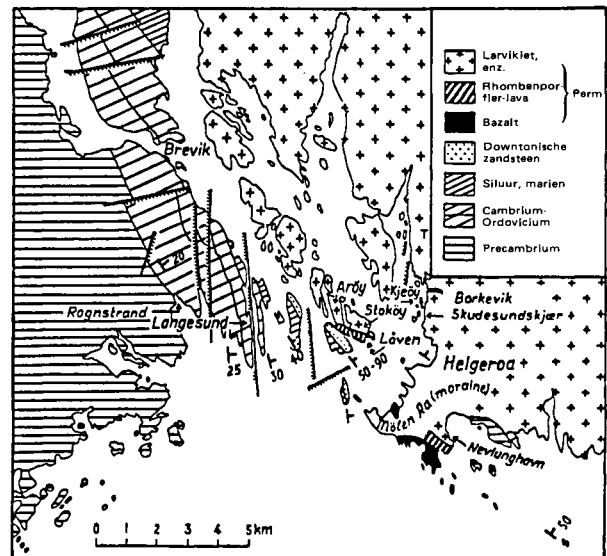 Larvikiet,
enz.
Rhombenpor-
fier-lava
Perm
Bazalt
Downtonische
zandsteen
Siluur, marien
Cambrium-
Ordovicium
Precambrium
Brevik
20
Rognstrand
Langesund
25
30
Aröy
Kjeöy
Stoköy
Låven
50-90
Barkevik
Skudesundskjær
Helgeroa
Mölen Ra (moraine)
Nevlunghavn
50
0 1 2 3 4 5km